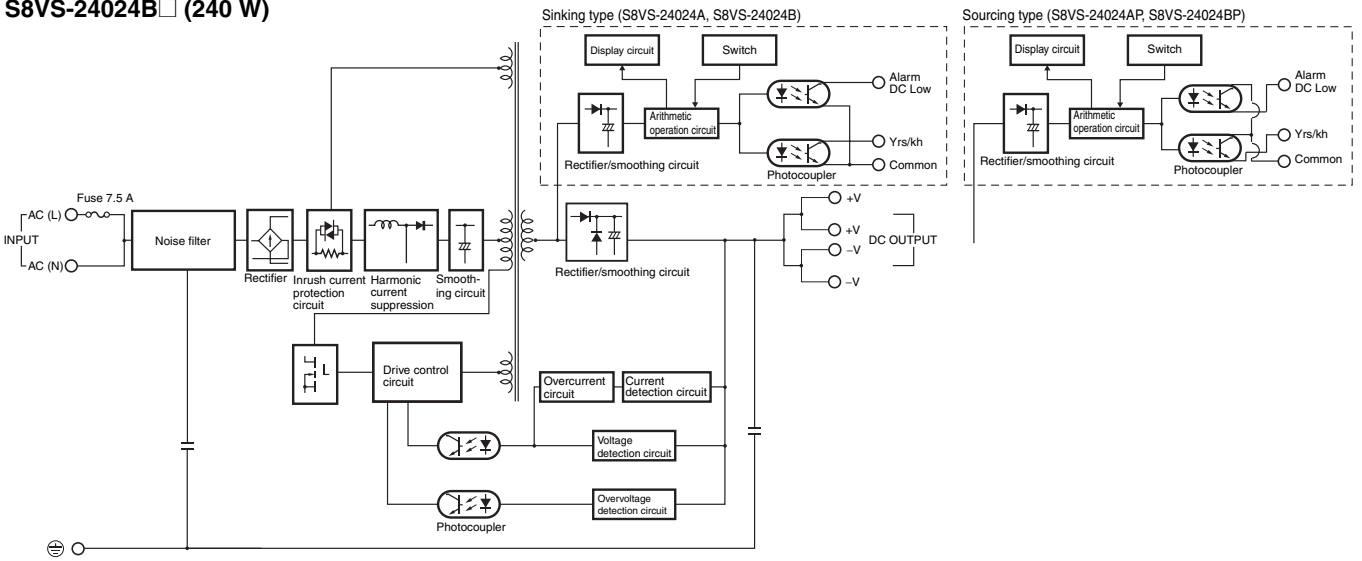 S8VS-24024B□ (240 W)
Sinking type (S8VS-24024A, S8VS-24024B)
Display circuit
Switch
Alarm
DC Low
Arithmetic
operation circuit
Yrs/kh
Rectifier/smoothing circuit
Photocoupler
Common
Sourcing type (S8VS-24024AP, S8VS-24024BP)
Display circuit
Switch
Alarm
DC Low
Arithmetic
operation circuit
Yrs/kh
Rectifier/smoothing circuit
Common
Photocoupler
Fuse 7.5 A
AC (L)
INPUT
AC (N)
Noise filter
Rectifier
Inrush current
protection
circuit
Harmonic
current
suppression
Smooth-
ing circuit
Rectifier/smoothing circuit
+V
+V
DC OUTPUT
−V
−V
Drive control
circuit
Overcurrent
circuit
Current
detection circuit
Voltage
detection circuit
Overvoltage
detection circuit
Photocoupler